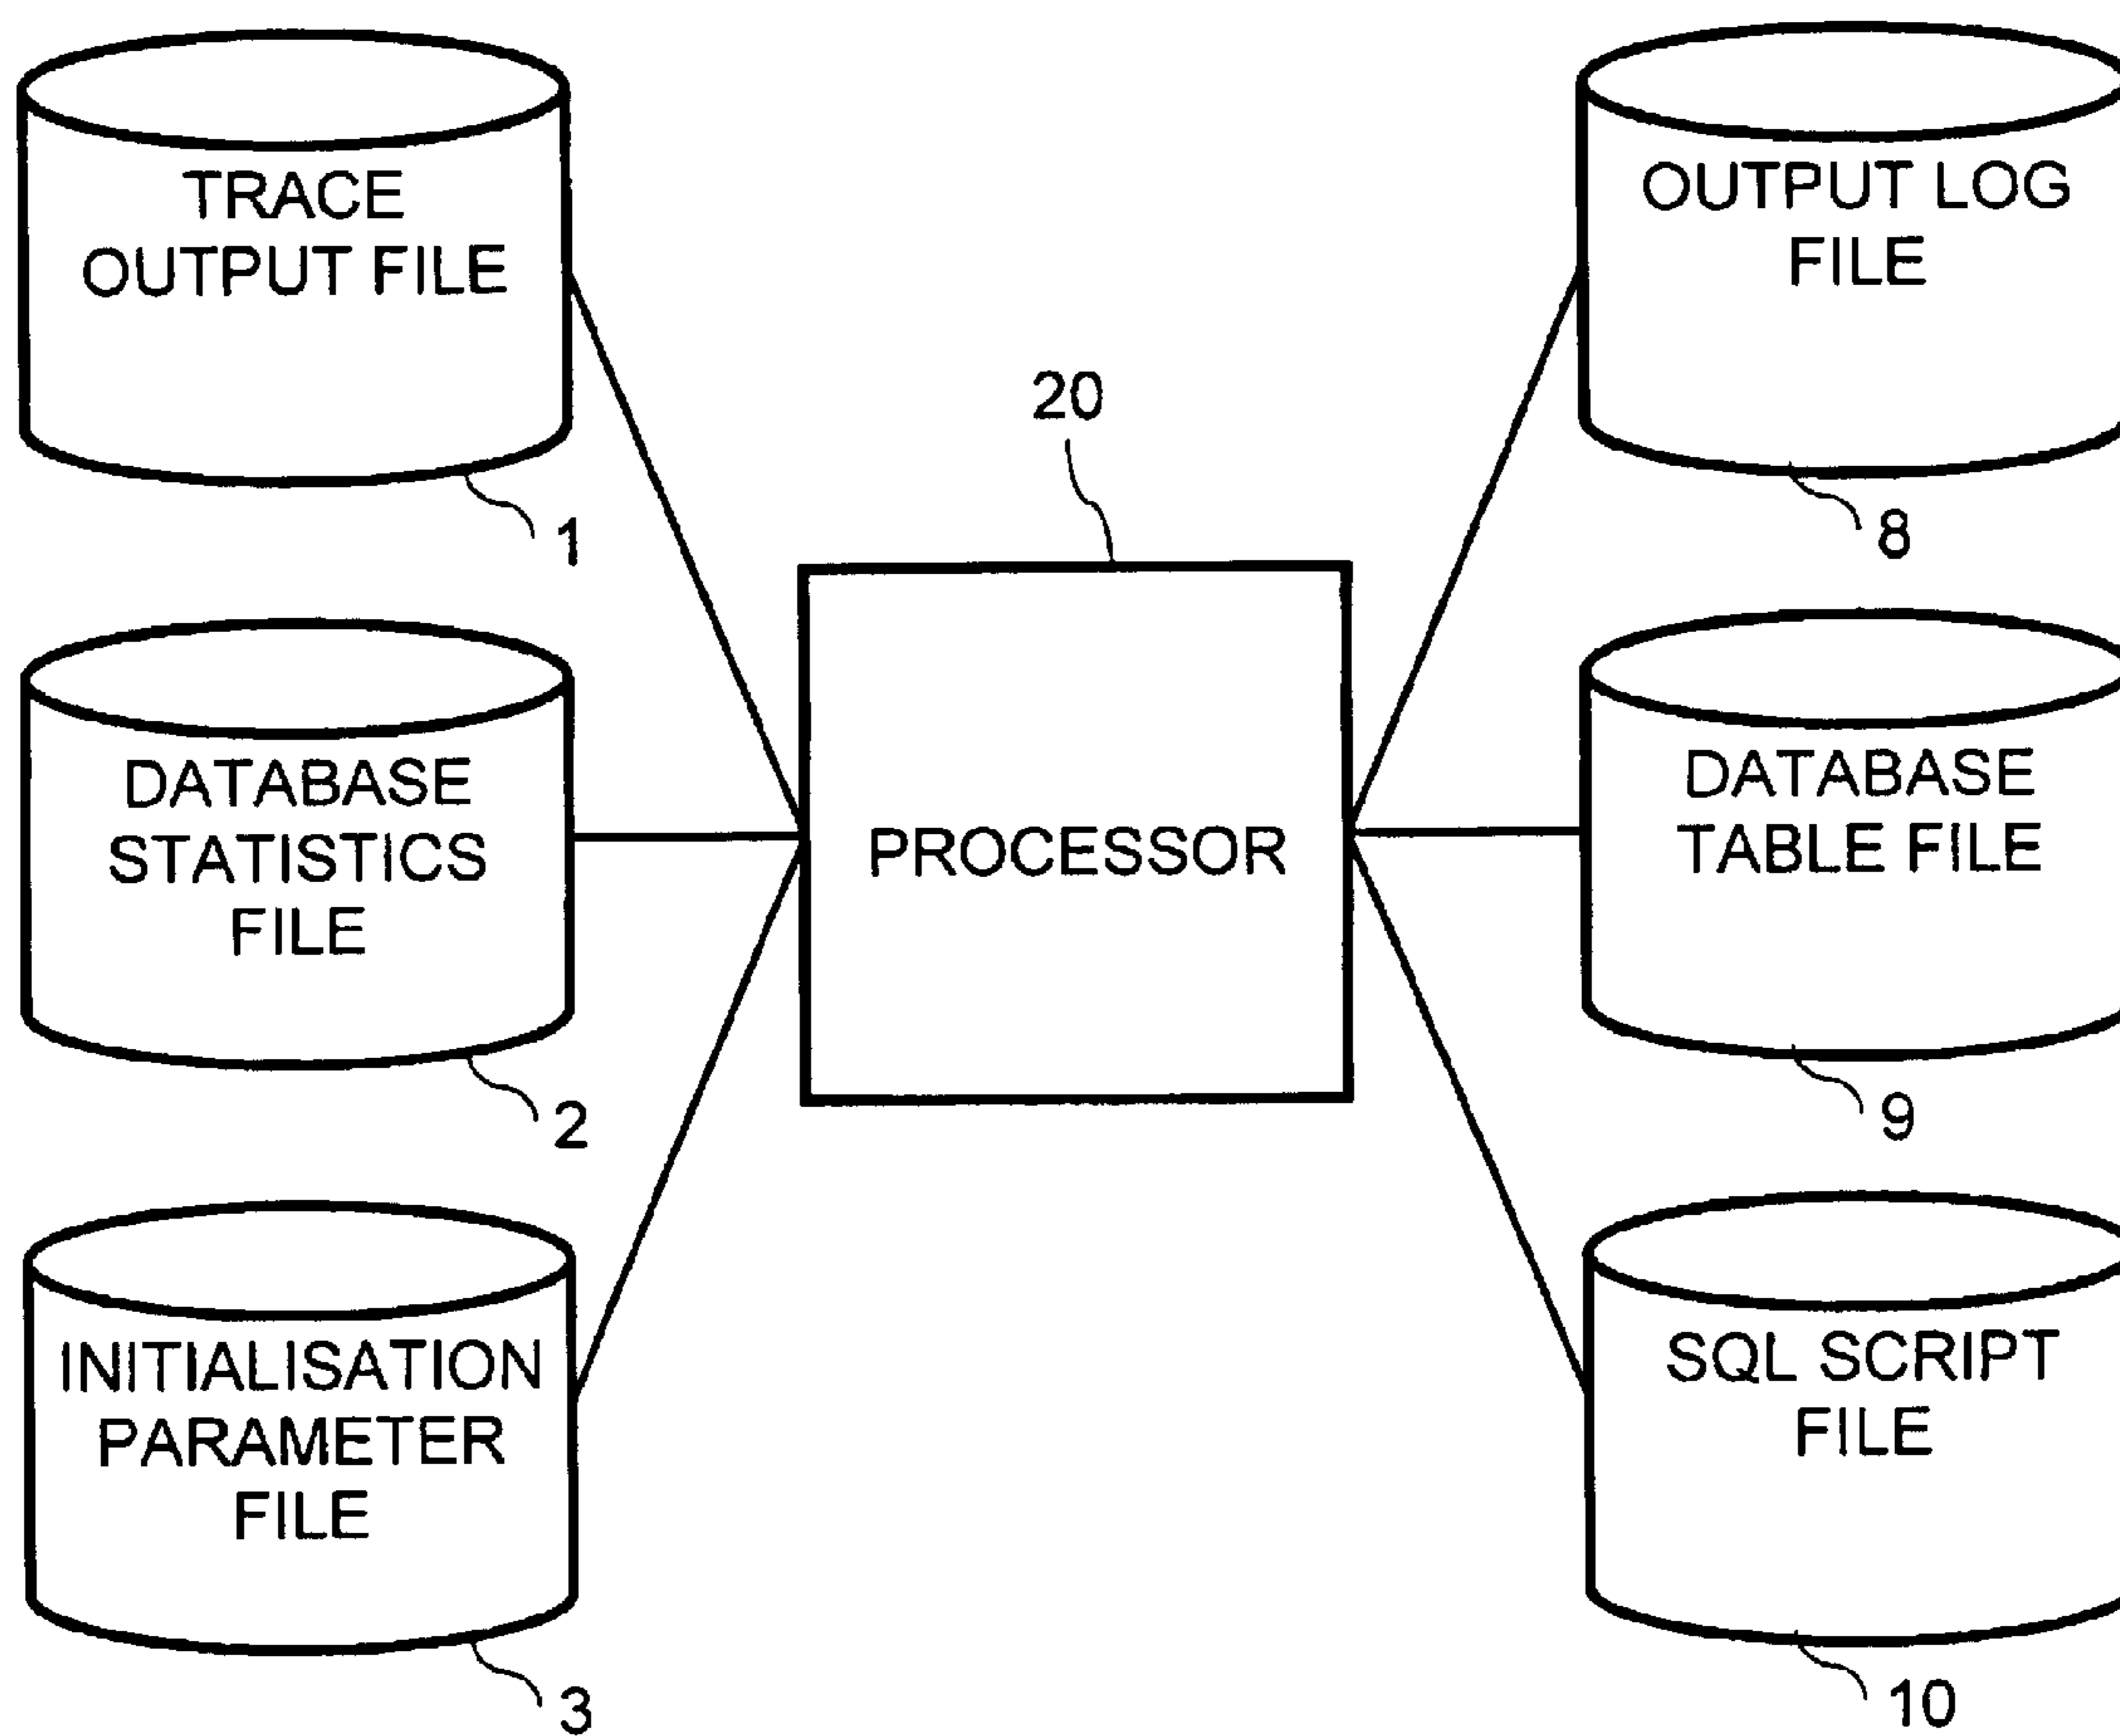 TRACE
OUTPUT FILE
1
DATABASE
STATISTICS
FILE
2
INITIALISATION
PARAMETER
FILE
3
20
PROCESSOR
OUTPUT LOG
FILE
8
DATABASE
TABLE FILE
9
SQL SCRIPT
FILE
10